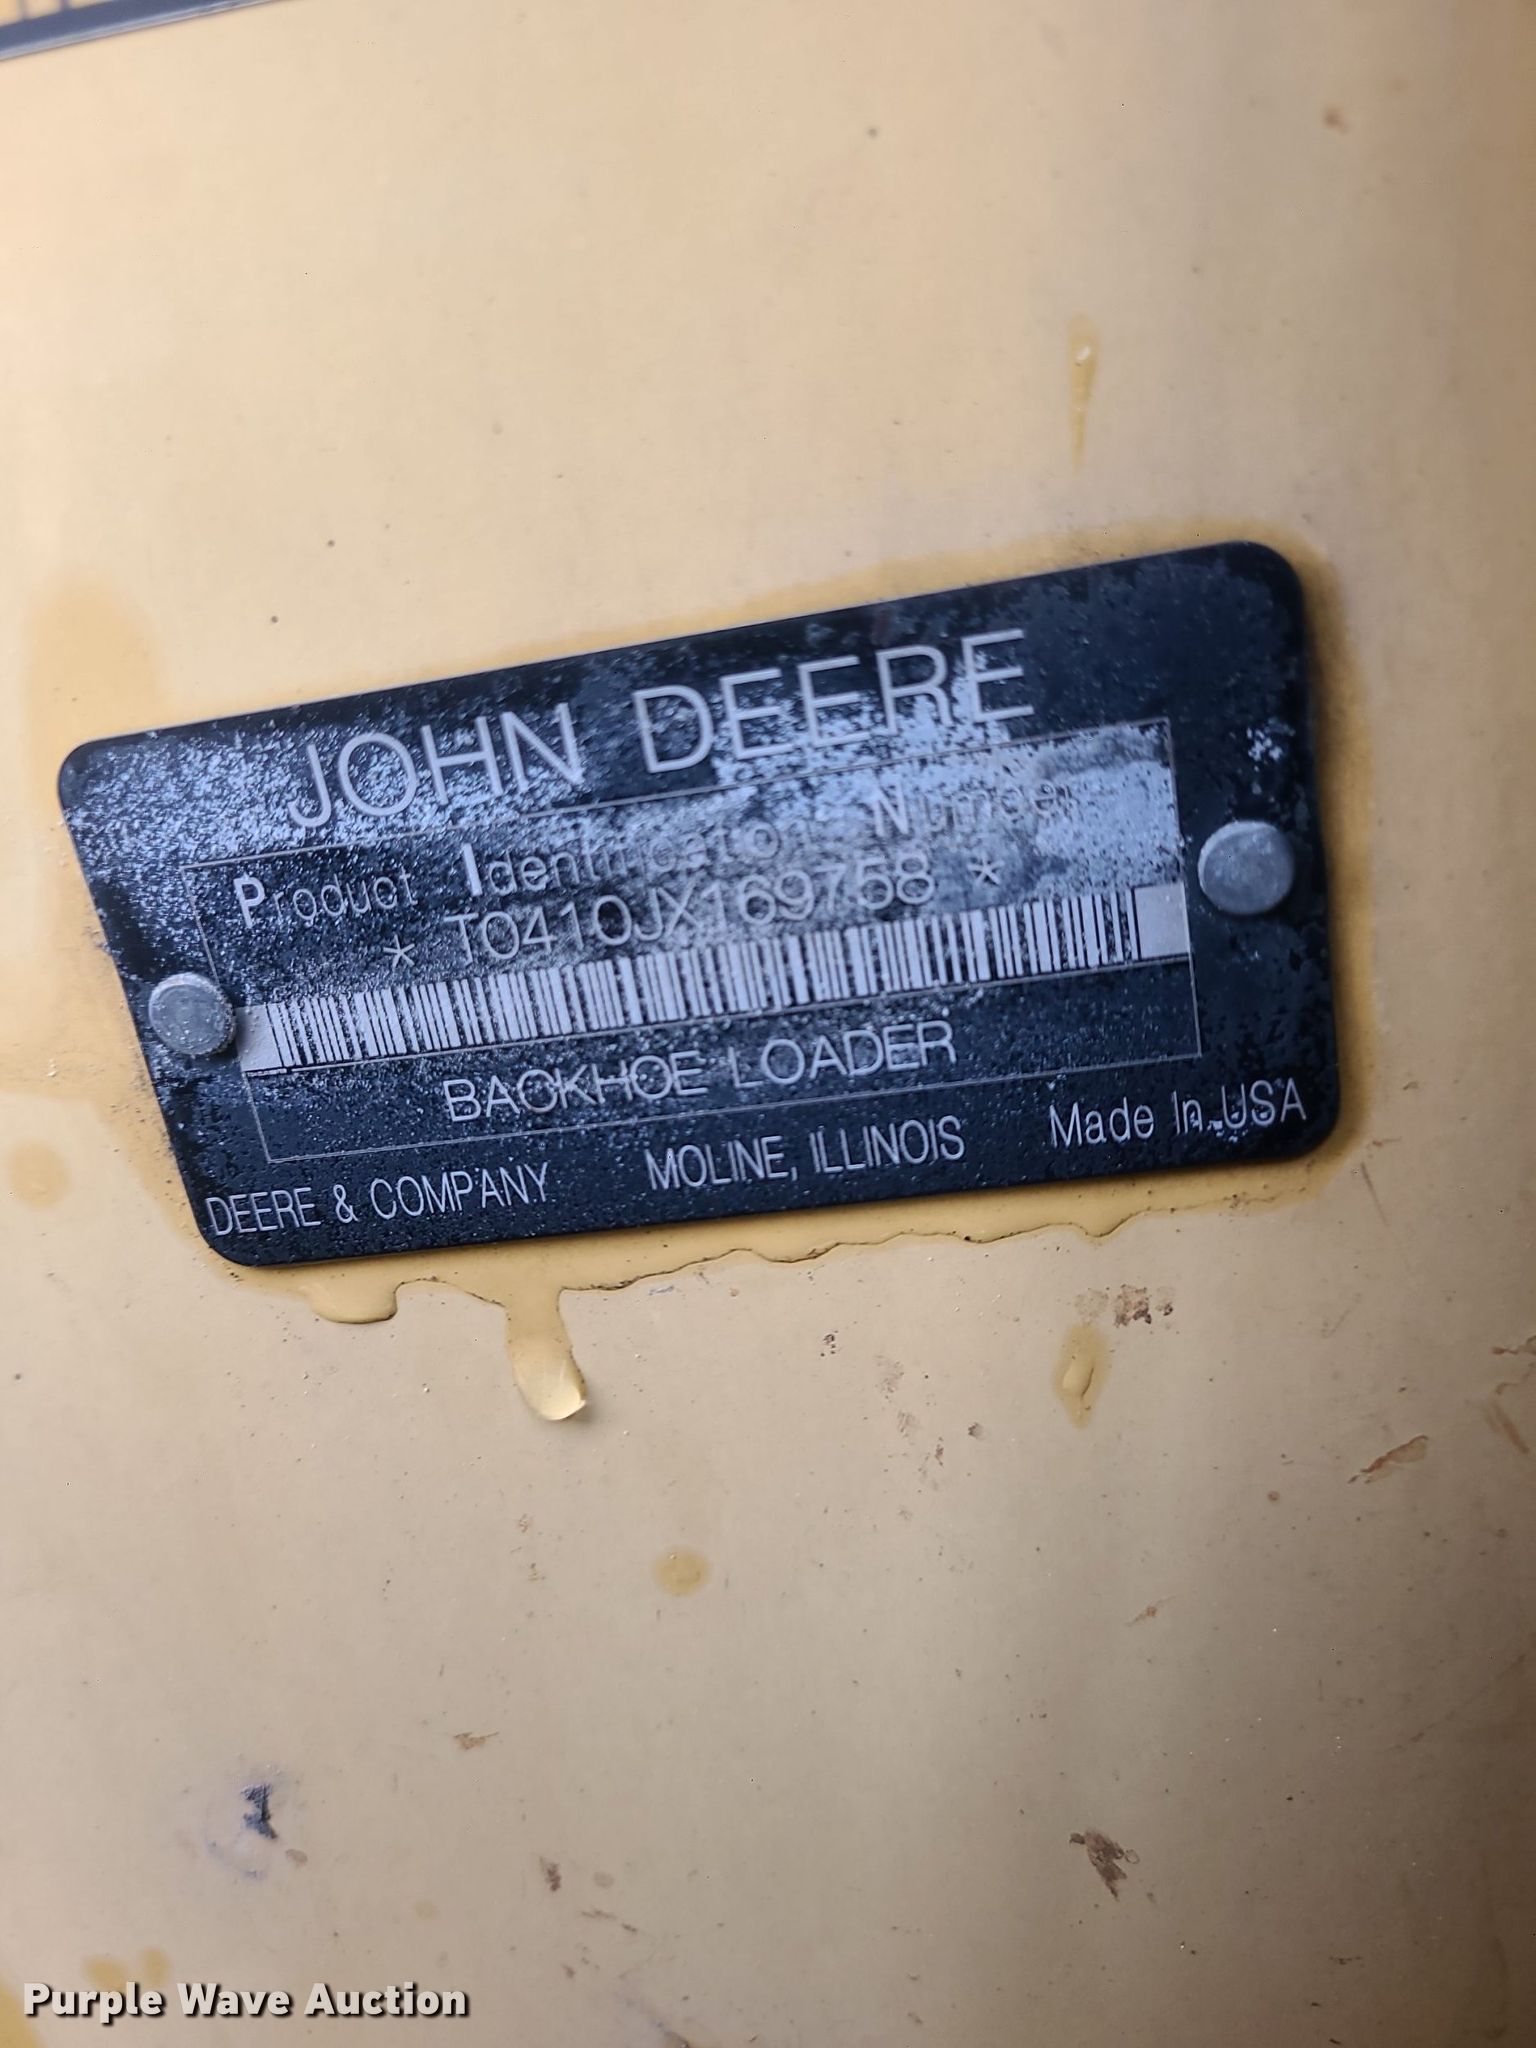 JOHN DEERE
Product Identification Number
* T0410JX169758 *
BACKHOE LOADER
DEERE & COMPANY MOLINE, ILLINOIS Made In USA
Purple Wave Auction